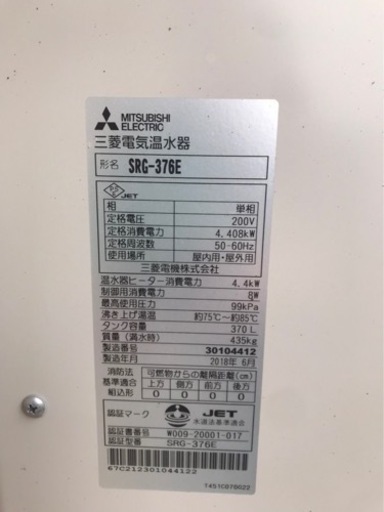 MITSUBISHI
ELECTRIC
三菱電気温水器
形名 SRG-376E
JET
相 単相
定格電圧 200V
定格消費電力 4.408kW
定格周波数 50-60Hz
使用場所 屋内用・屋外用
三菱電機株式会社
温水器ヒーター消費電力 4.4kW
制御用消費電力 8W
最高使用圧力 99kPa
沸き上げ湯温 約75℃〜約85℃
タンク容量 370L
質量(満水時) 435kg
製造番号 30104412
製造年月 2018年 6月
消防法 可燃物からの離隔距離(cm)
基準適合 上方 側方 前方 後方
組込形 0 0 0 0
認証マーク JET
水道法基準適合
認証書番号 W009-20001-017
認証型番 SRG-376E
67C212301044122
T451C07DG22